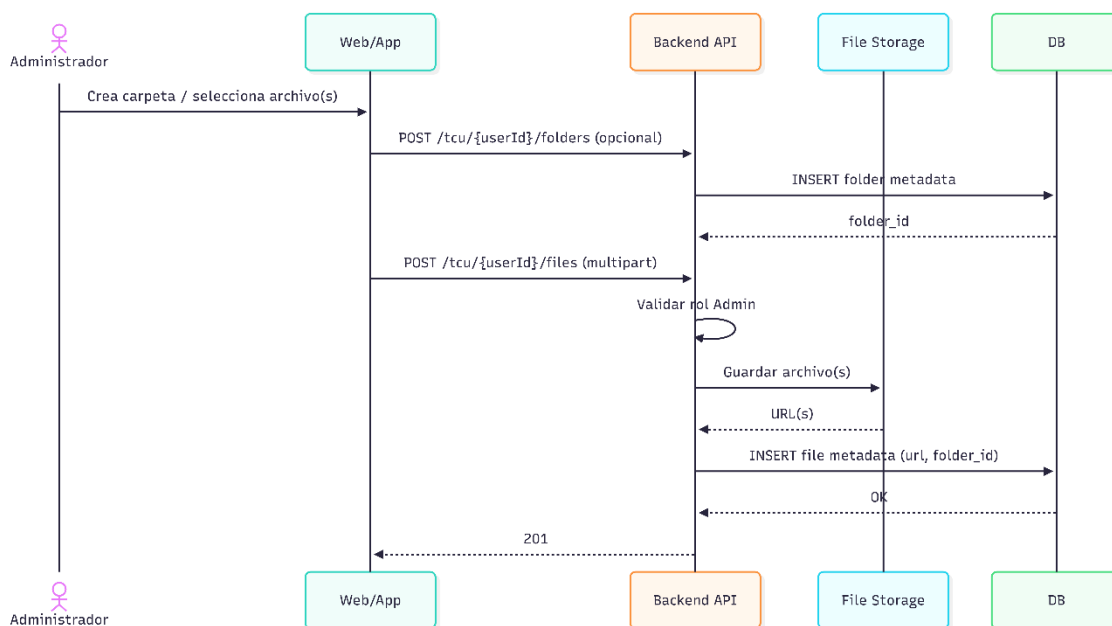 Administrador
Web/App
Backend API
File Storage
DB
Crea carpeta / selecciona archivo(s)
POST /tcu/{userId}/folders (opcional)
INSERT folder metadata
folder_id
POST /tcu/{userId}/files (multipart)
Validar rol Admin
Guardar archivo(s)
URL(s)
INSERT file metadata (url, folder_id)
OK
201
Administrador
Web/App
Backend API
File Storage
DB